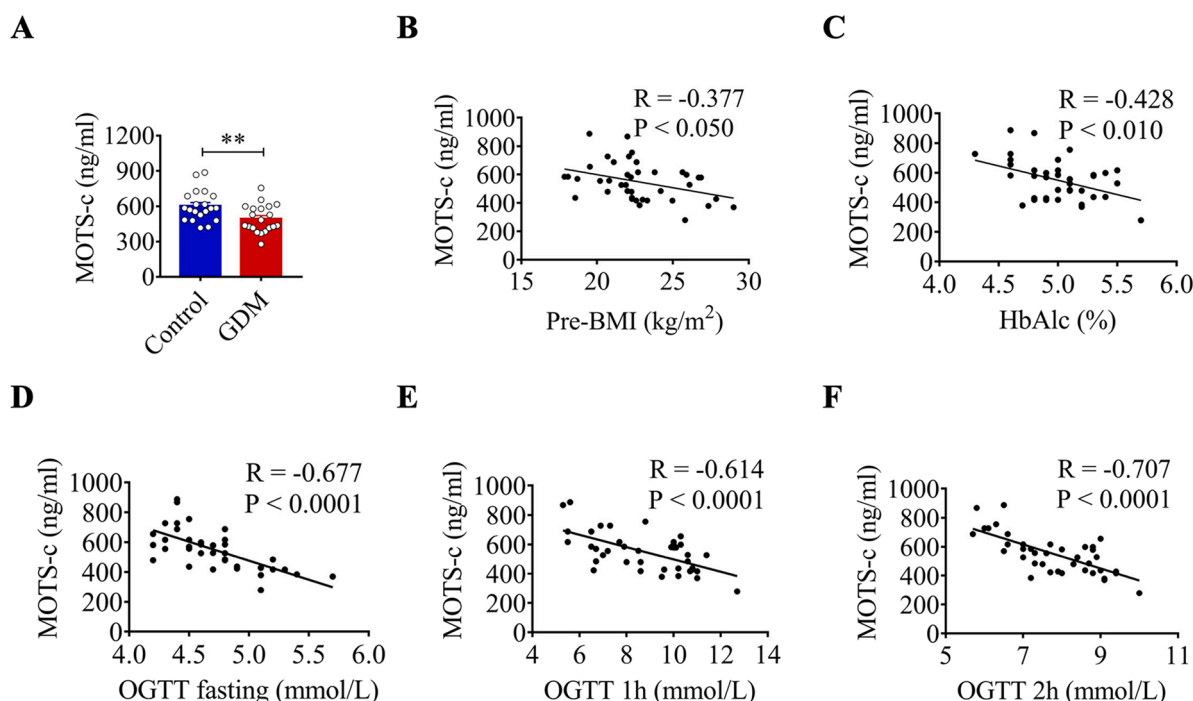 A
MOTS-c (ng/ml)
1200
900
600
300
0
**
Control
GDM
B
MOTS-c (ng/ml)
1000
800
600
400
200
0
R = -0.377
P < 0.050
15
20
25
30
Pre-BMI (kg/m²)
C
MOTS-c (ng/ml)
1000
800
600
400
200
0
R = -0.428
P < 0.010
4.0
4.5
5.0
5.5
6.0
HbAlc (%)
D
MOTS-c (ng/ml)
1000
800
600
400
200
0
R = -0.677
P < 0.0001
4.0
4.5
5.0
5.5
6.0
OGTT fasting (mmol/L)
E
MOTS-c (ng/ml)
1000
800
600
400
200
0
R = -0.614
P < 0.0001
4
6
8
10
12
14
OGTT 1h (mmol/L)
F
MOTS-c (ng/ml)
1000
800
600
400
200
0
R = -0.707
P < 0.0001
5
7
9
11
OGTT 2h (mmol/L)